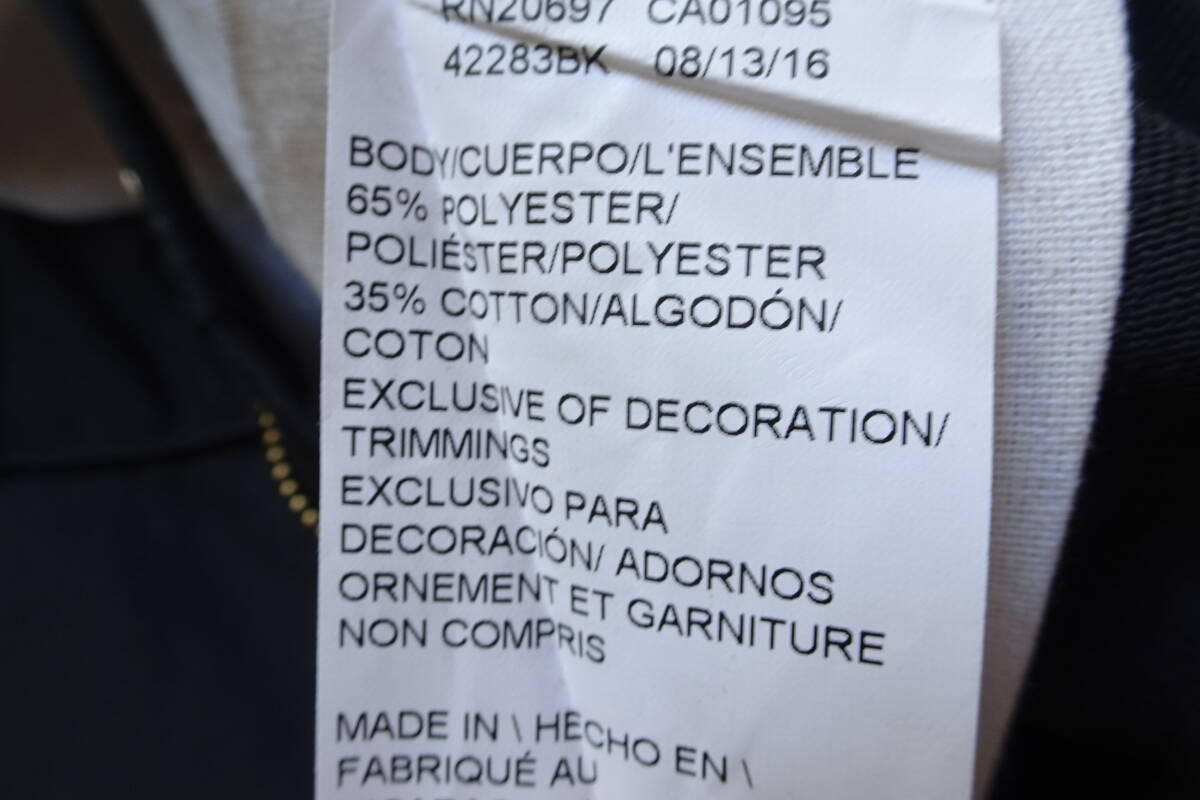 RN20697 CA01095
42283BK 08/13/16
BODY/CUERPO/L'ENSEMBLE
65% POLYESTER/
POLIÉSTER/POLYESTER
35% COTTON/ALGODÓN/
COTON
EXCLUSIVE OF DECORATION/
TRIMMINGS
EXCLUSIVO PARA
DECORACIÓN/ ADORNOS
ORNEMENT ET GARNITURE
NON COMPRIS
MADE IN \ HECHO EN \
FABRIQUÉ AU